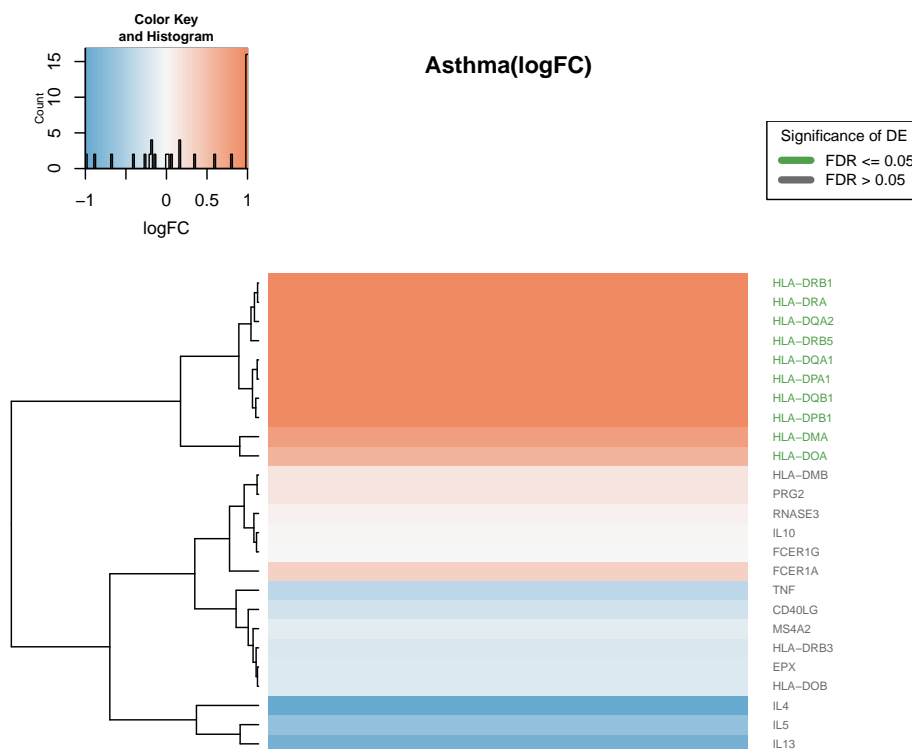 Color Key
and Histogram
Count
0
5
10
15
−1
0
0.5
1
logFC
Asthma(logFC)
Significance of DE
FDR <= 0.05
FDR > 0.05
HLA−DRB1
HLA−DRA
HLA−DQA2
HLA−DRB5
HLA−DQA1
HLA−DPA1
HLA−DQB1
HLA−DPB1
HLA−DMA
HLA−DOA
HLA−DMB
PRG2
RNASE3
IL10
FCER1G
FCER1A
TNF
CD40LG
MS4A2
HLA−DRB3
EPX
HLA−DOB
IL4
IL5
IL13